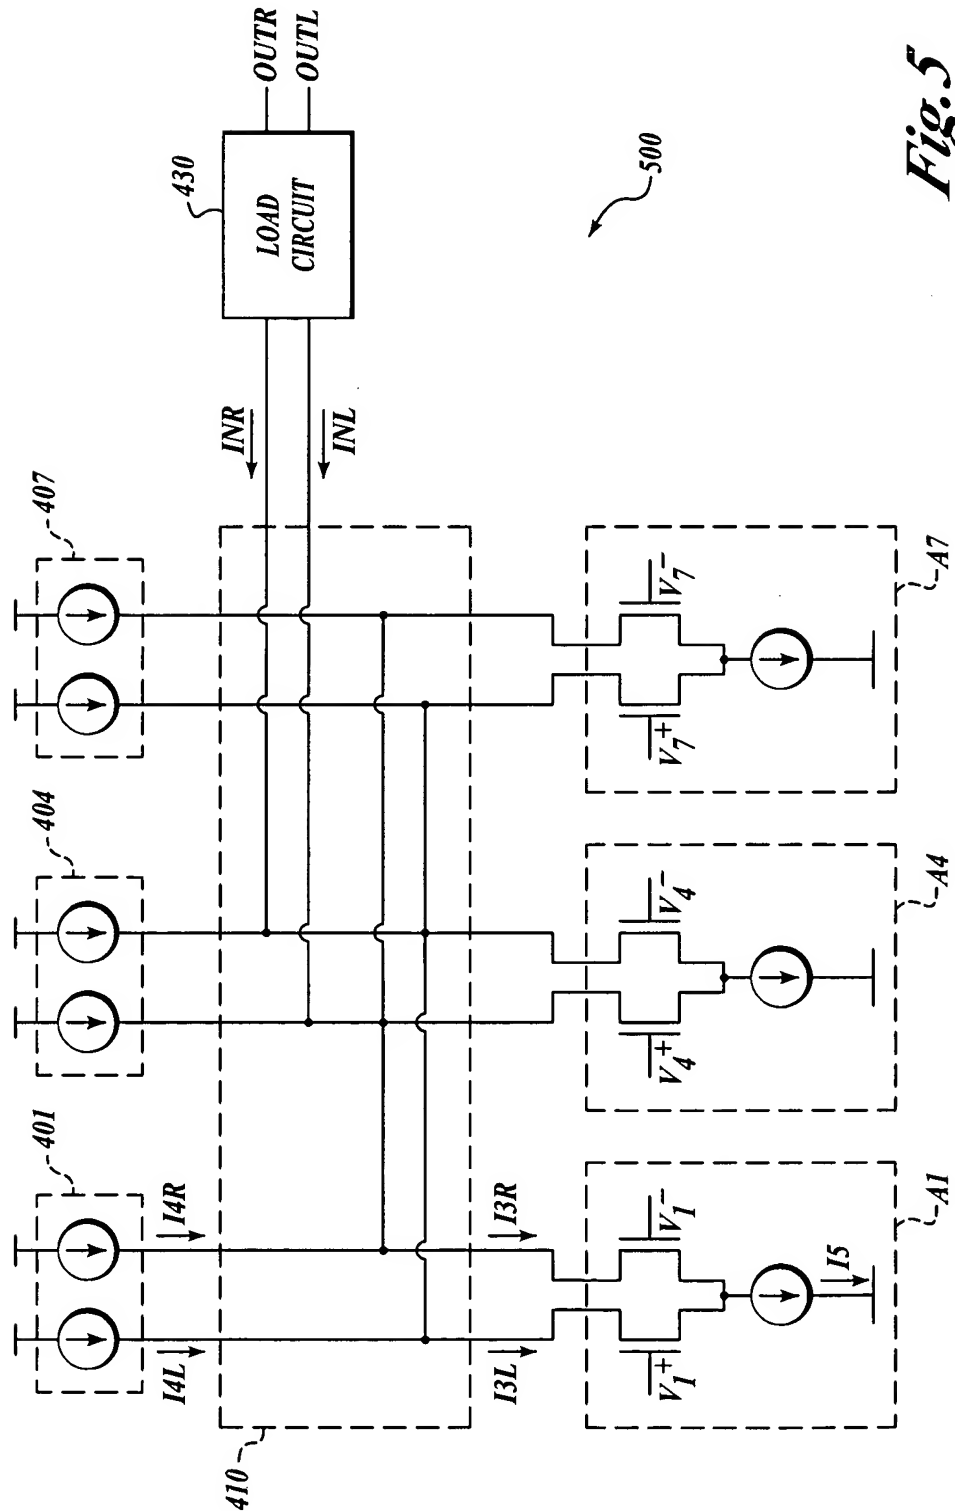 401
404
407
430
I4L
I4R
INR
INL
LOAD
CIRCUIT
OUTR
OUTL
410
I3L
I3R
500
V1+
V1-
V4+
V4-
V7+
V7-
I5
A1
A4
A7
Fig.5